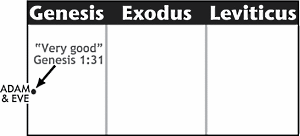 Genesis Exodus Leviticus
"Very good"
Genesis 1:31
ADAM
& EVE